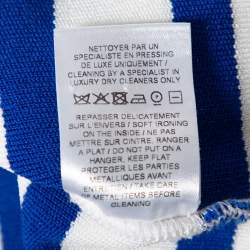 NETTOYER PAR UN
SPECIALISTE EN PRESSING
DE LUXE UNIQUEMENT /
CLEANING BY A SPECIALIST IN
LUXURY DRY CLEANERS ONLY
REPASSER DELICATEMENT
SUR L'ENVERS / SOFT IRONING
ON THE INSIDE / NE PAS
METTRE SUR CINTRE, RANGER
A PLAT / DO NOT PUT ON A
HANGER, KEEP FLAT
PROTEGER LES PARTIES
METALLIQUES AVANT
ENTRETIEN / TAKE CARE
OF METAL ITEMS BEFORE
CLEANING